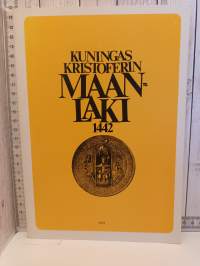 KUNINGAS
KRISTOFERIN
MAAN-
LAKI
1442